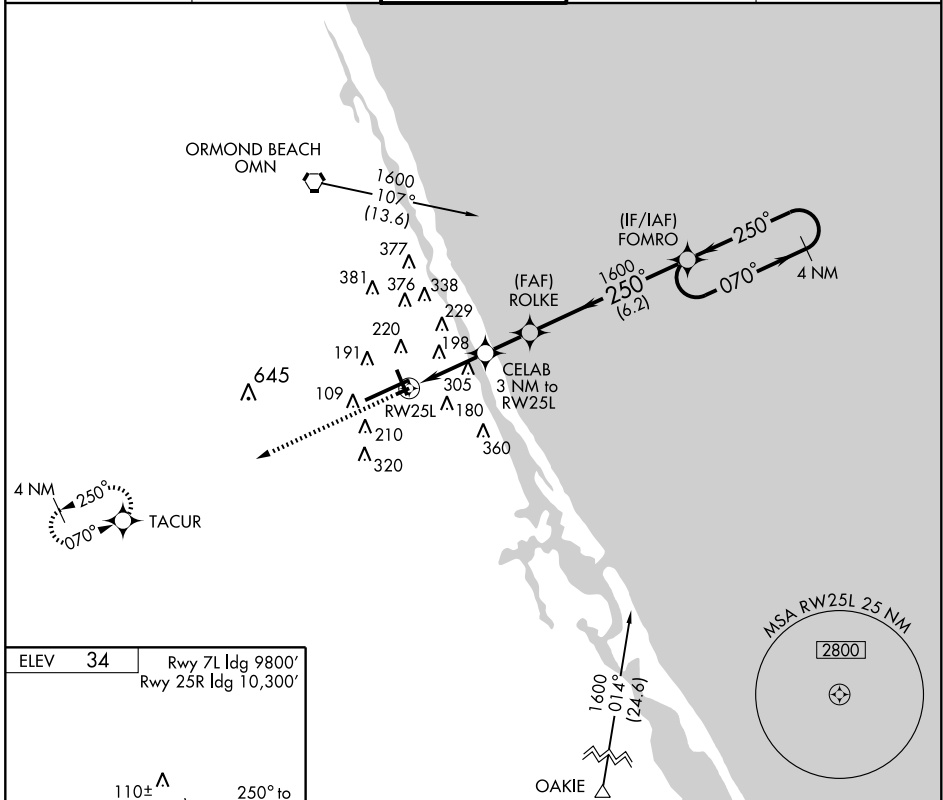 ORMOND BEACH
OMN
1600
107°
(13.6)
(IF/IAF)
FOMRO
250°
070°
4 NM
1600
250°
(6.2)
(FAF)
ROLKE
377
381
376
338
229
220
198
191
CELAB
3 NM to
RW25L
305
645
109
RW25L
180
210
360
320
4 NM
250°
070°
TACUR
MSA RW25L 25 NM
2800
ELEV 34
Rwy 7L ldg 9800'
Rwy 25R ldg 10,300'
1600
014°
(24.6)
OAKIE
110±
250° to